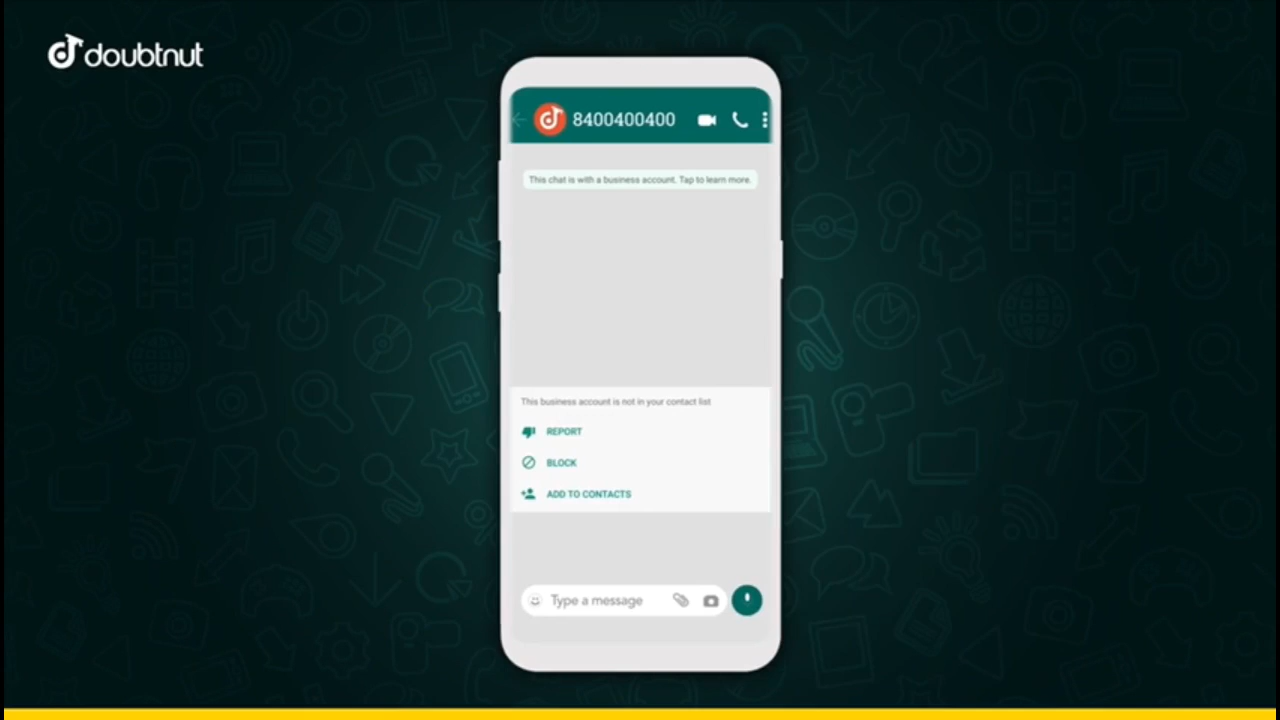 doubtnut
8400400400
This chat is with a business account. Tap to learn more.
This business account is not in your contact list
REPORT
BLOCK
ADD TO CONTACTS
Type a message